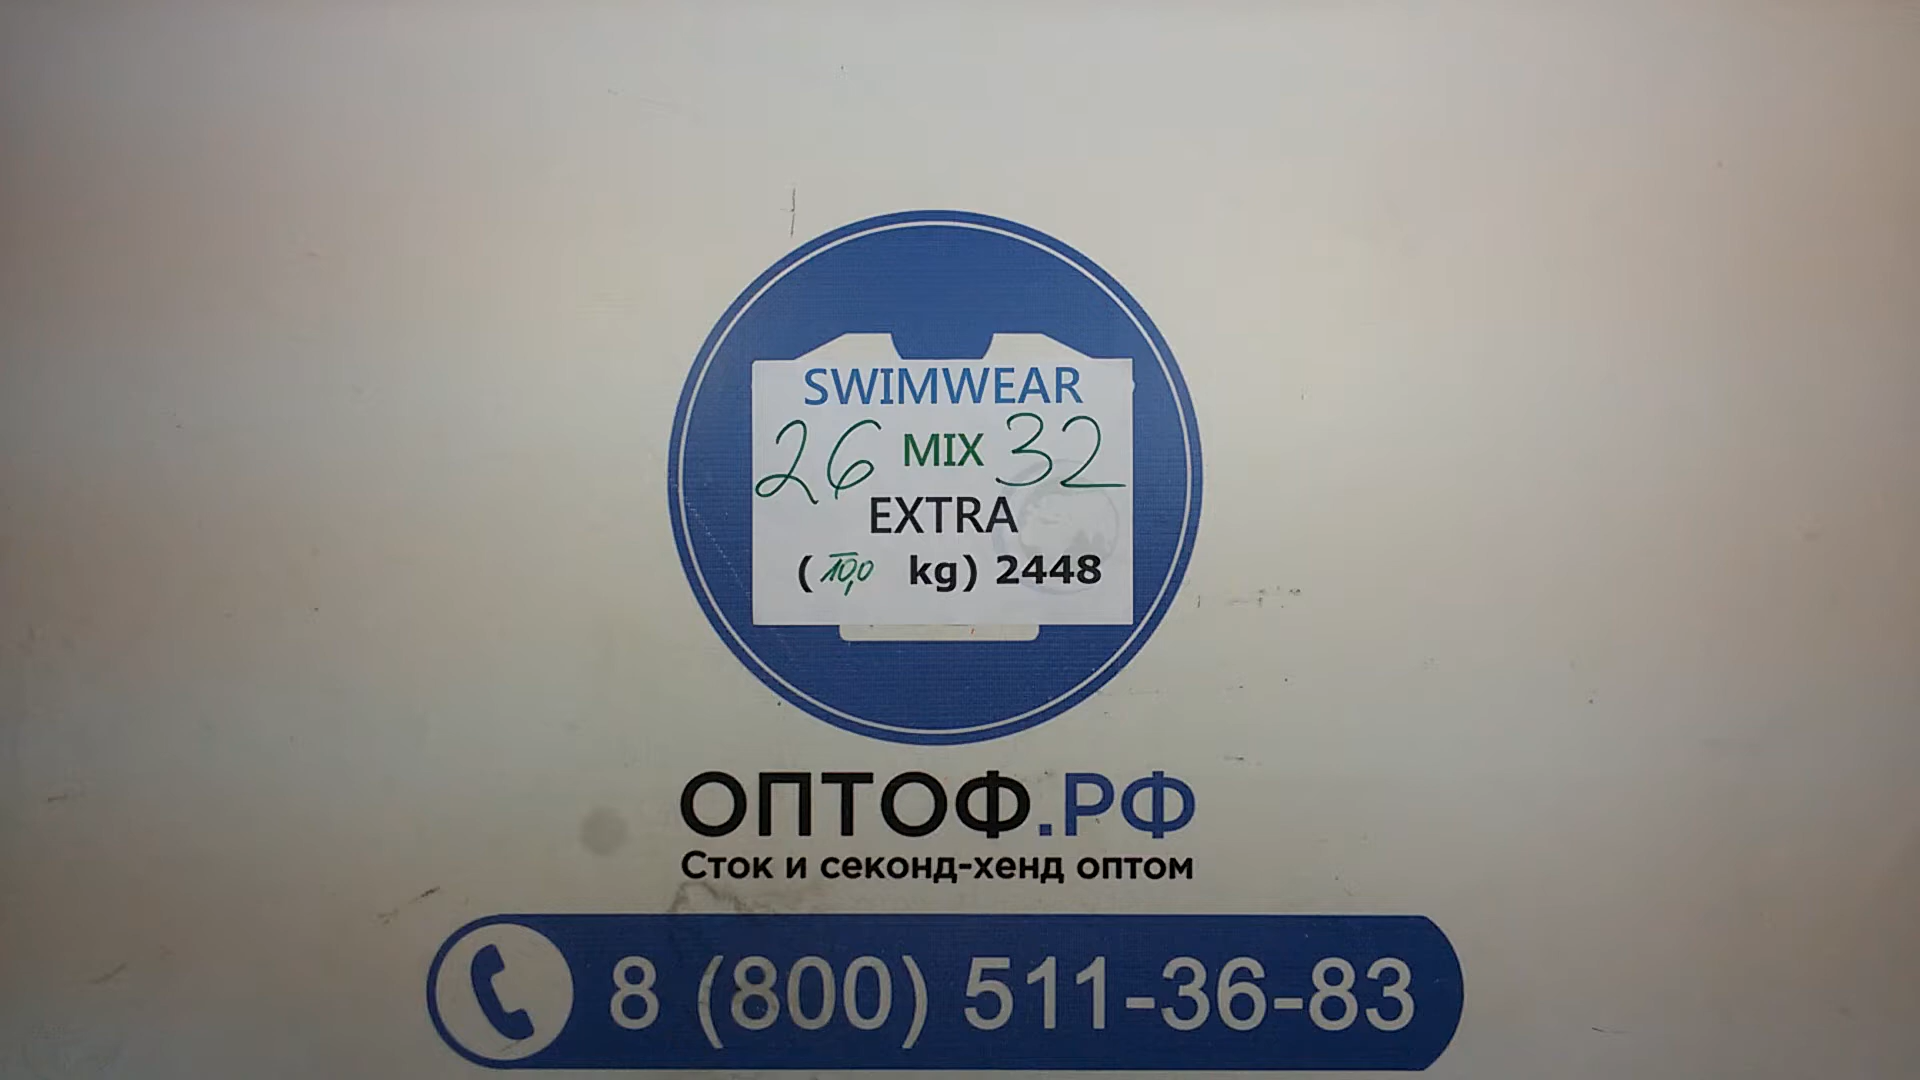 SWIMWEAR
26 MIX 32
EXTRA
(10,0 kg) 2448
ОПТОФ.РФ
Сток и секонд-хенд оптом
8 (800) 511-36-83